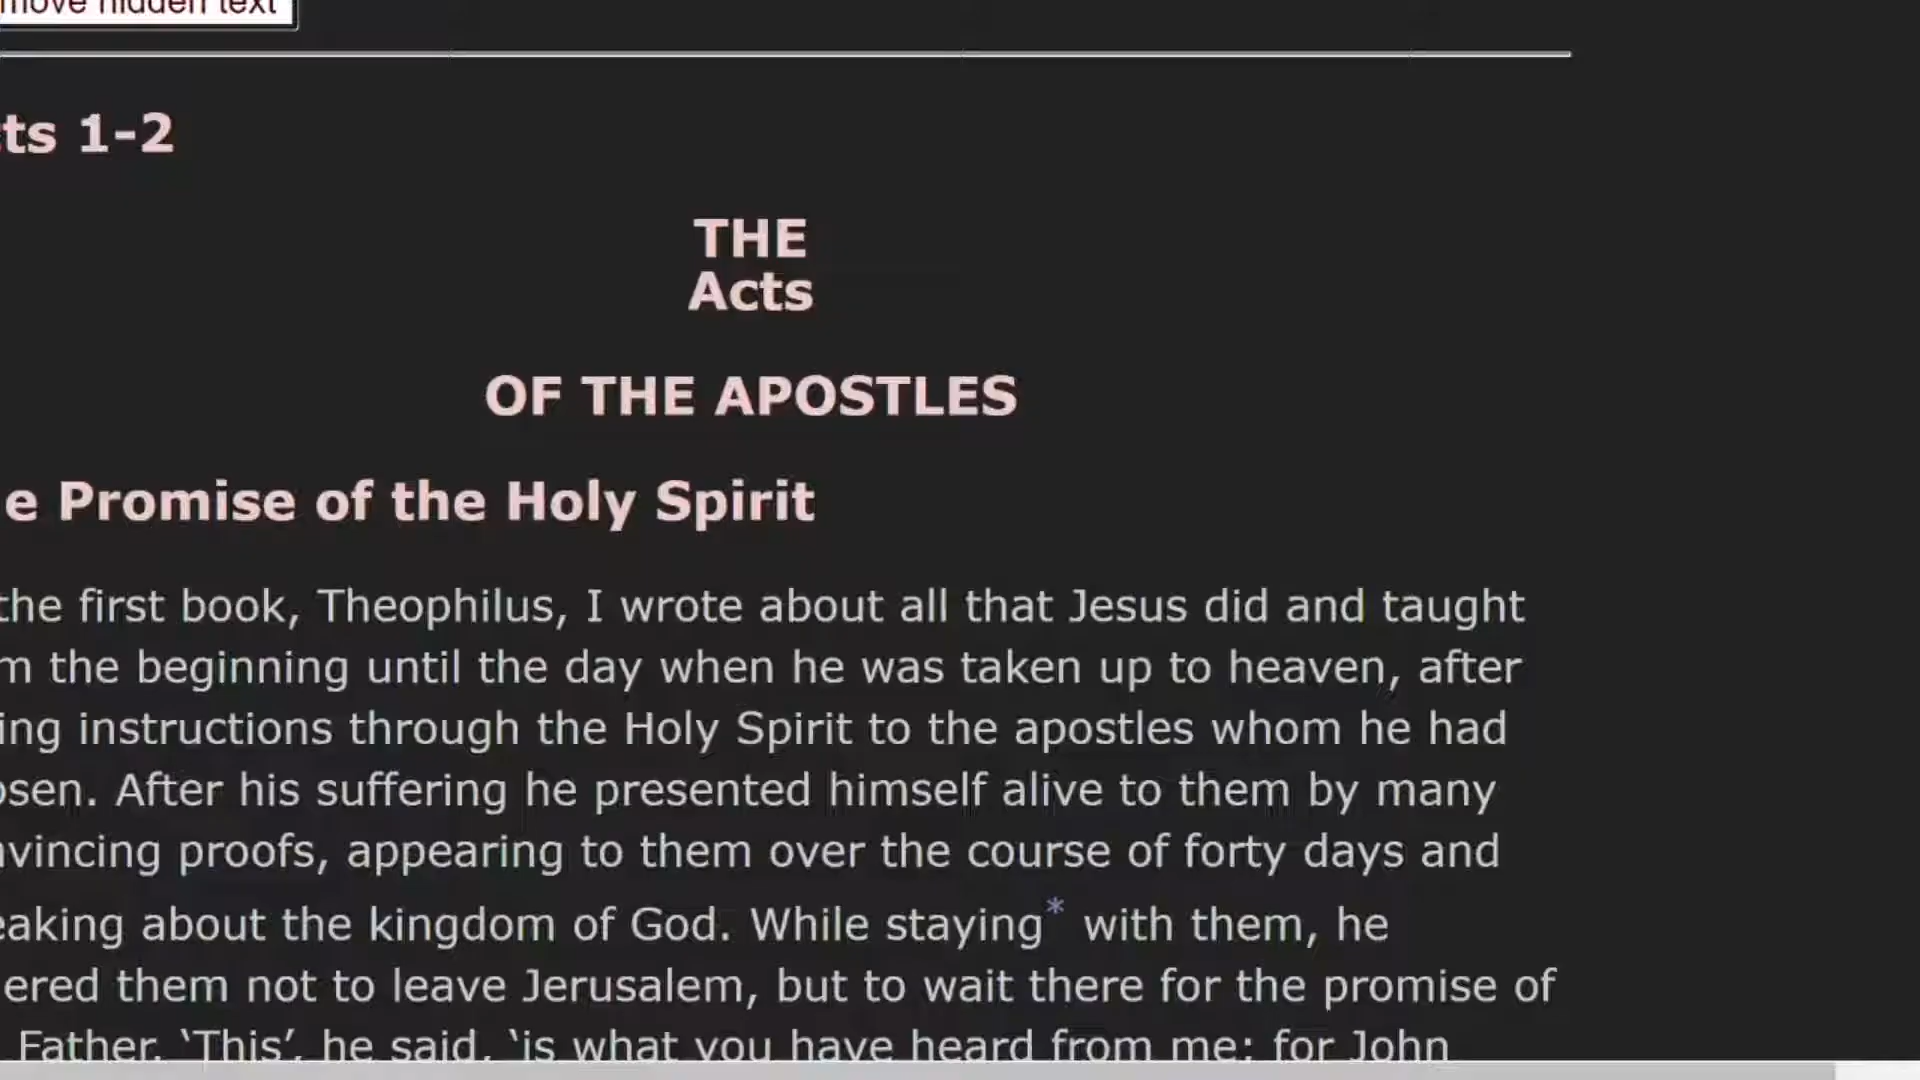 move hidden text
cts 1-2
THE
Acts
OF THE APOSTLES
e Promise of the Holy Spirit
the first book, Theophilus, I wrote about all that Jesus did and taught
m the beginning until the day when he was taken up to heaven, after
ing instructions through the Holy Spirit to the apostles whom he had
osen. After his suffering he presented himself alive to them by many
nvincing proofs, appearing to them over the course of forty days and
eaking about the kingdom of God. While staying* with them, he
ered them not to leave Jerusalem, but to wait there for the promise of
Father. ‘This’, he said, ‘is what you have heard from me; for John